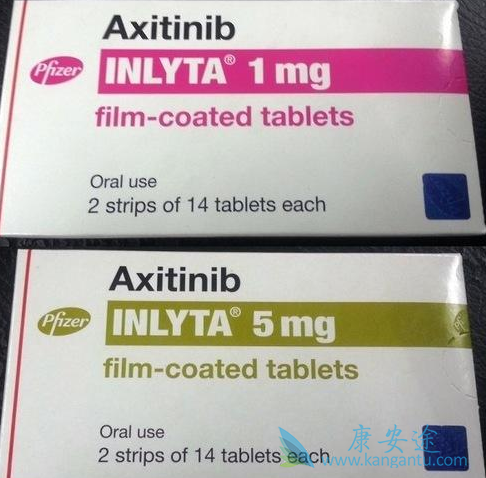 Axitinib
Pfizer
INLYTA® 1 mg
film-coated tablets
Oral use
2 strips of 14 tablets each
Axitinib
Pfizer
INLYTA® 5 mg
film-coated tablets
Oral use
2 strips of 14 tablets each
康安途
www.kangantu.com